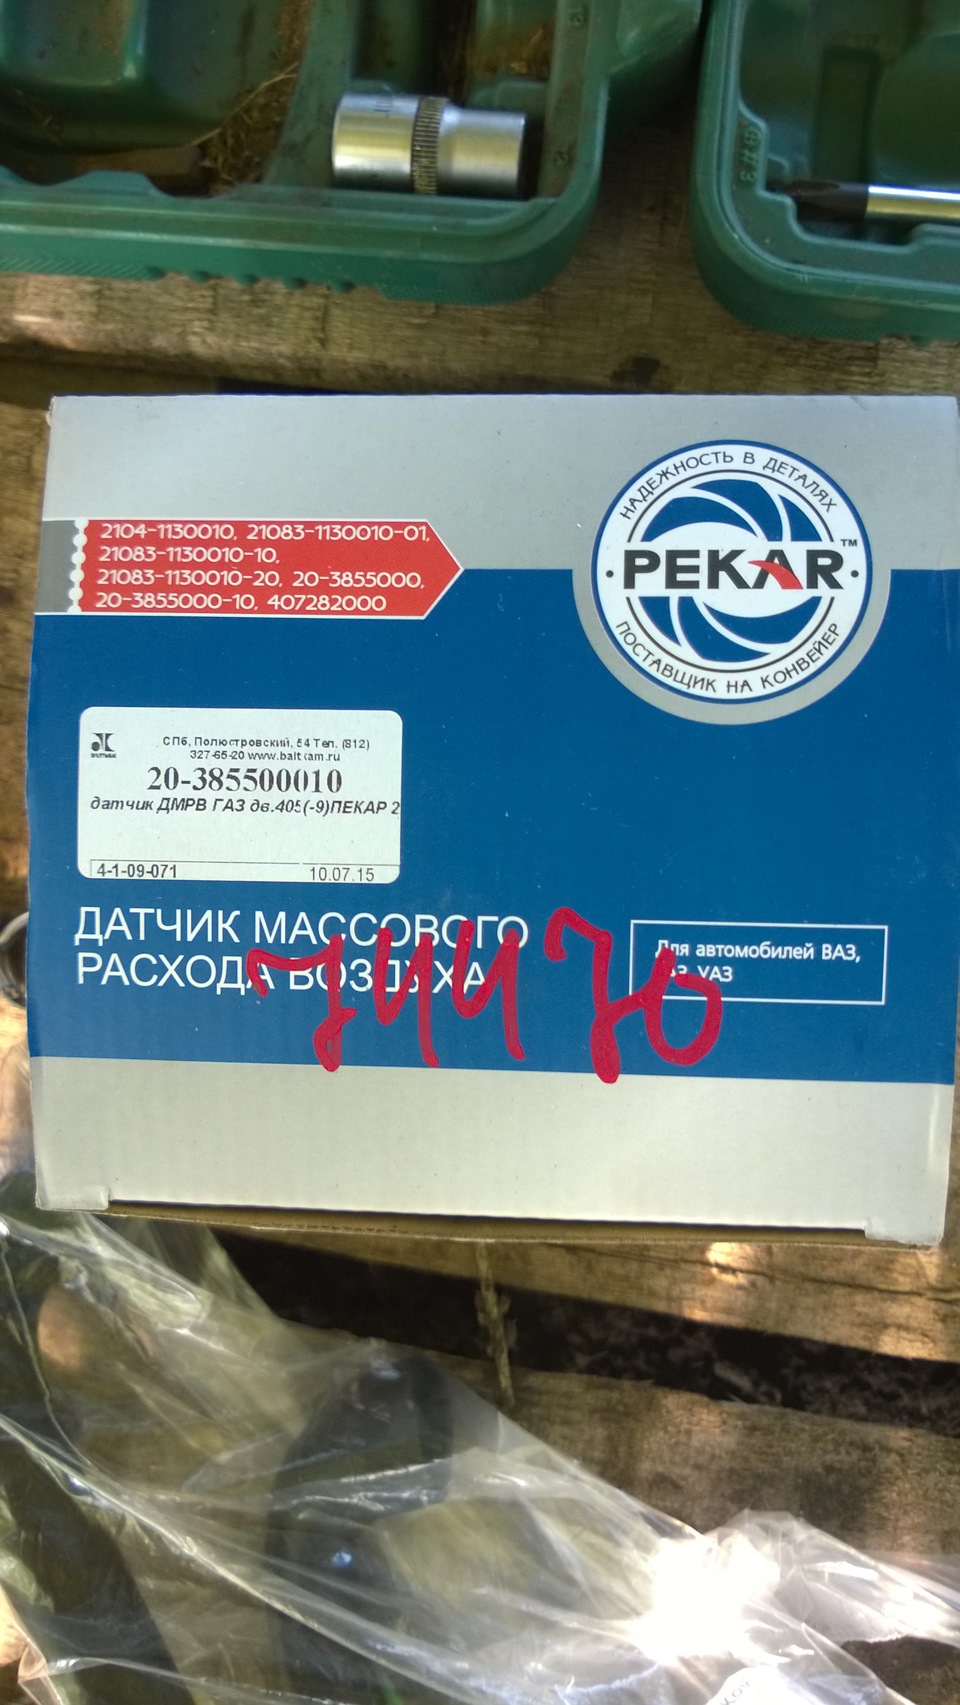 2104-1130010, 21083-1130010-01,
21083-1130010-10,
21083-1130010-20, 20-3855000,
20-3855000-10, 407282000
НАДЕЖНОСТЬ В ДЕТАЛЯХ
PEKAR™
ПОСТАВЩИК НА КОНВЕЙЕР
СПб, Полюстровский, 54 Тел. (812)
327-65-20 www.baltkam.ru
20-385500010
датчик ДМРВ ГАЗ дв.405(-9)ПЕКАР 2
4-1-09-071 10.07.15
ДАТЧИК МАССОВОГО
РАСХОДА ВОЗДУХА
Для автомобилей ВАЗ,
УАЗ
74470